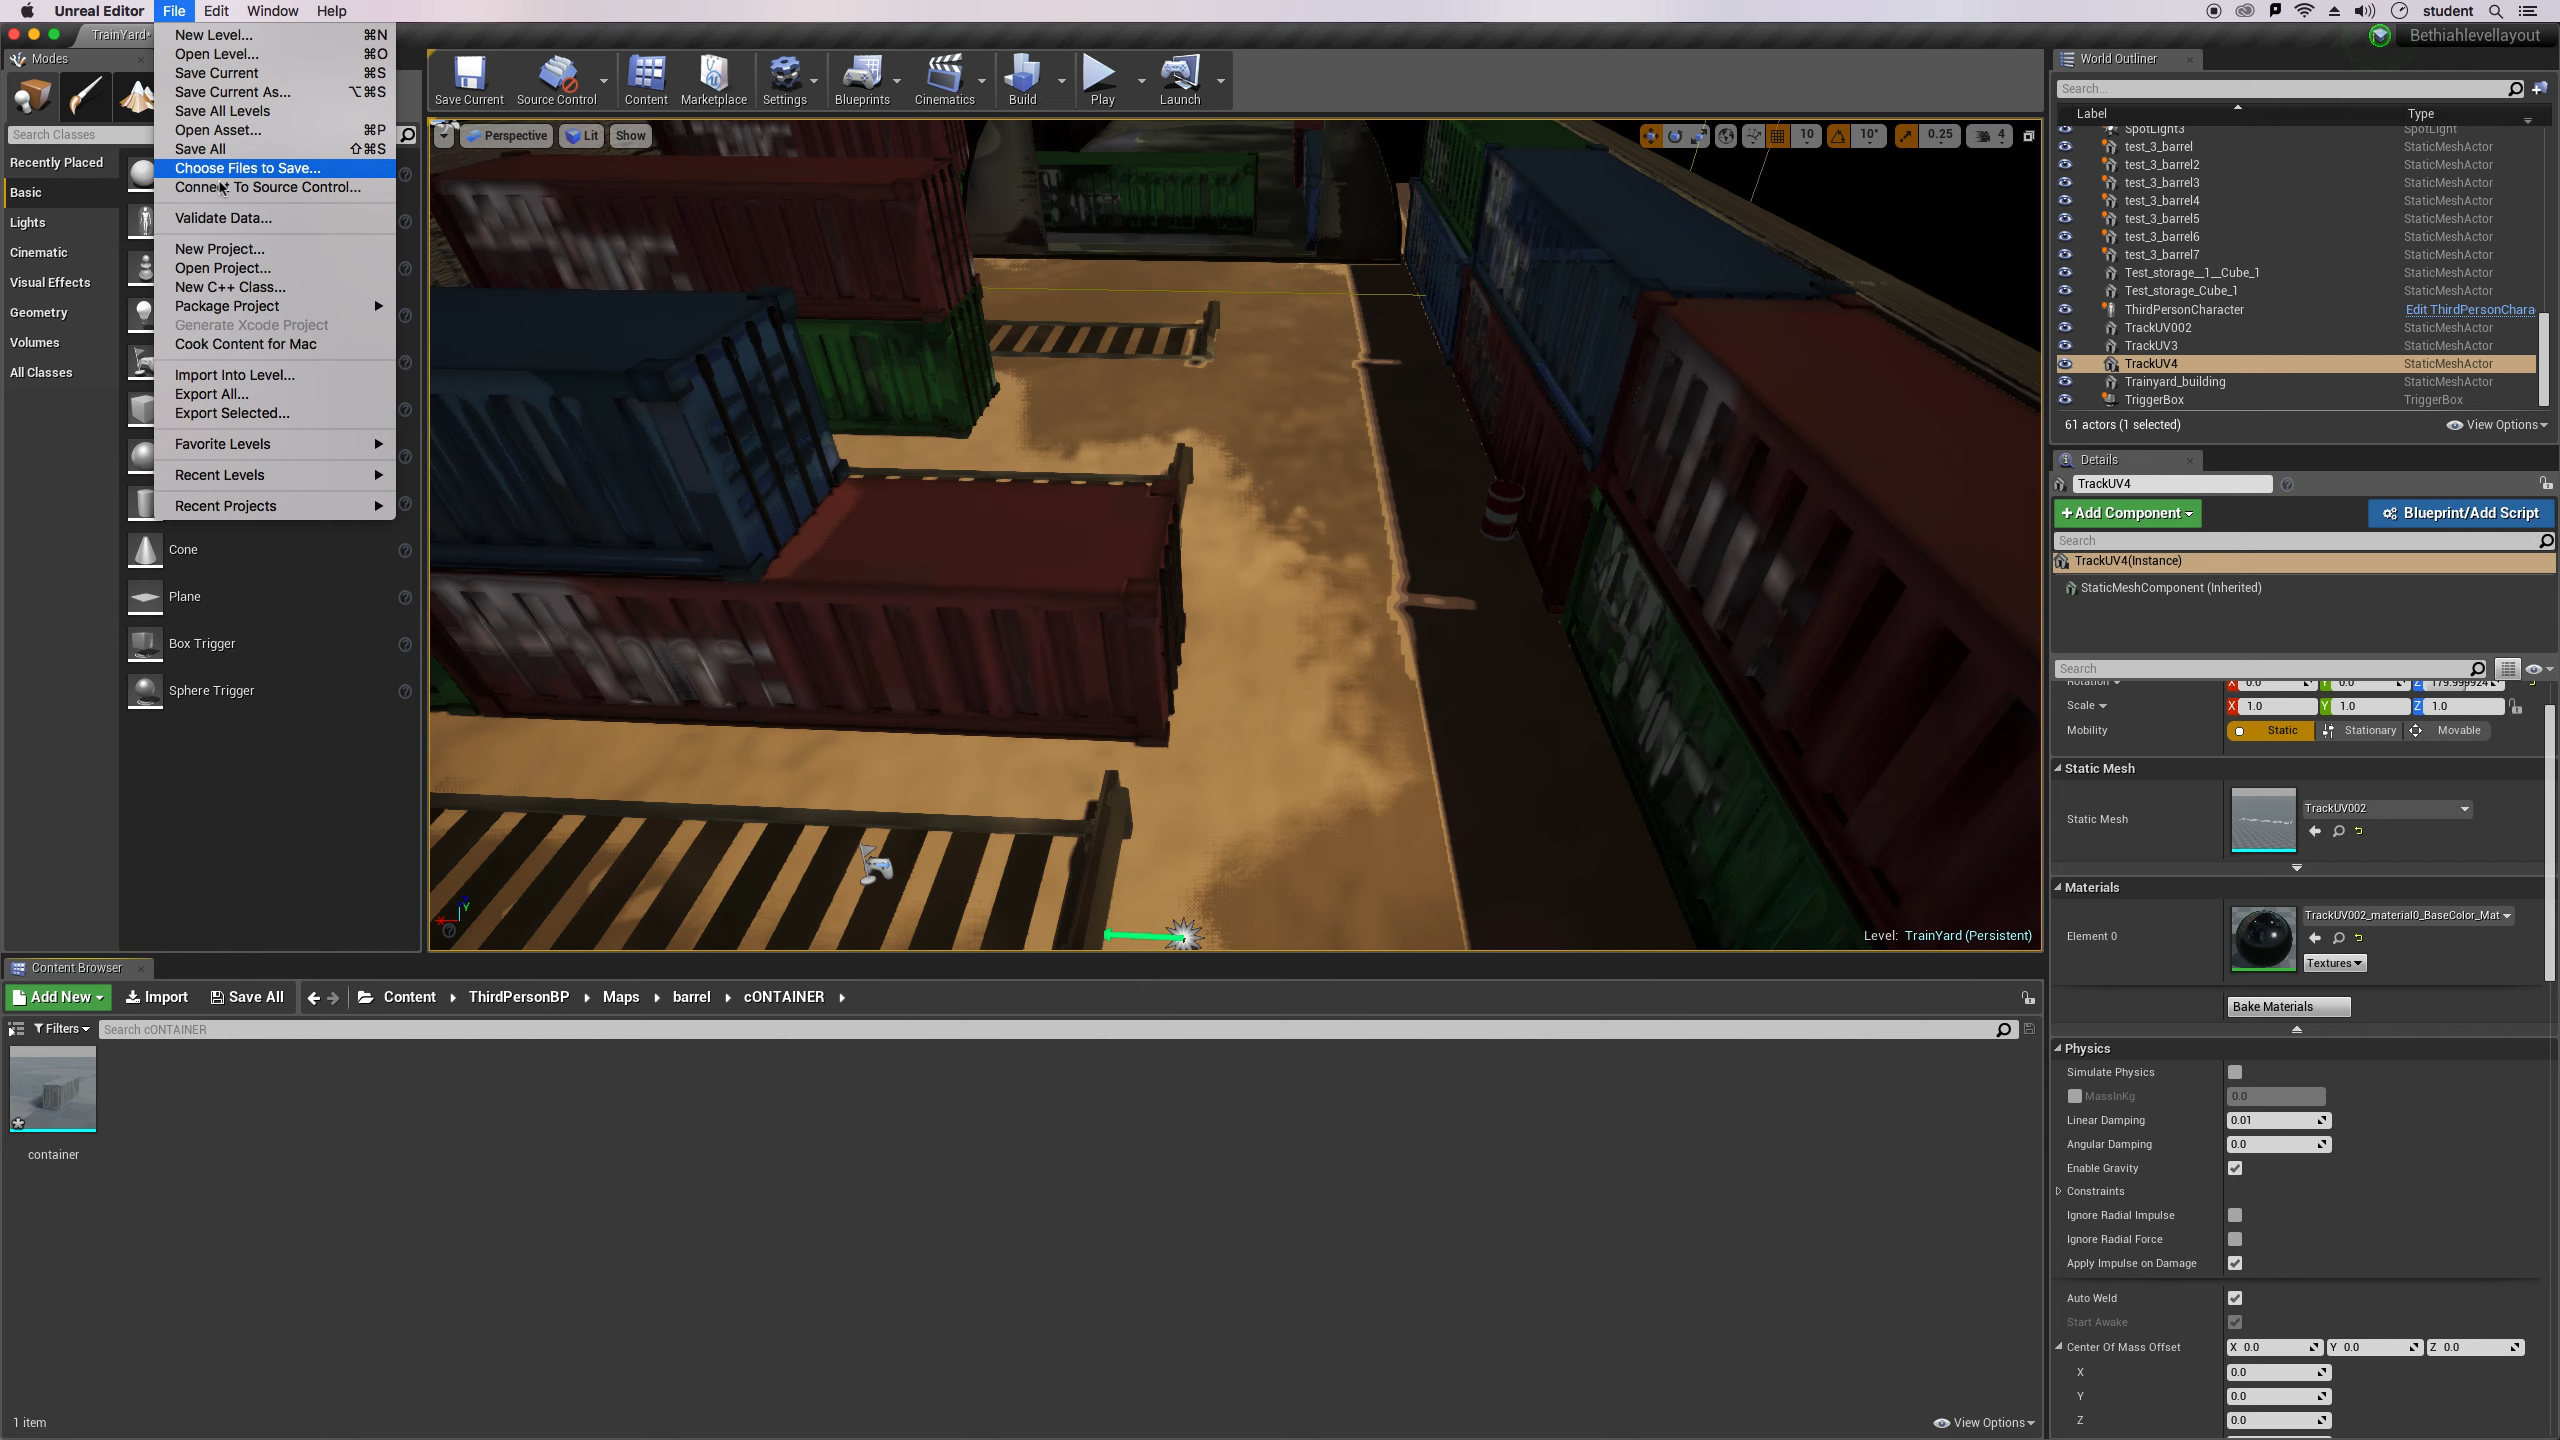 Unreal Editor File Edit Window Help student
TrainYard* Bethiahlevellayout
New Level... ⌘N
Open Level... ⌘O
Save Current ⌘S
Save Current As... ⌥⌘S
Save All Levels
Open Asset... ⌘P
Save All ⇧⌘S
Choose Files to Save...
Connect To Source Control...
Validate Data...
New Project...
Open Project...
New C++ Class...
Package Project
Generate Xcode Project
Cook Content for Mac
Import Into Level...
Export All...
Export Selected...
Favorite Levels
Recent Levels
Recent Projects
Modes
Search Classes
Recently Placed
Basic
Lights
Cinematic
Visual Effects
Geometry
Volumes
All Classes
Cone
Plane
Box Trigger
Sphere Trigger
Save Current Source Control Content Marketplace Settings Blueprints Cinematics Build Play Launch
Perspective Lit Show 10 10° 0.25 4
Level: TrainYard (Persistent)
World Outliner
Search...
Label Type
SpotLight3 SpotLight
test_3_barrel StaticMeshActor
test_3_barrel2 StaticMeshActor
test_3_barrel3 StaticMeshActor
test_3_barrel4 StaticMeshActor
test_3_barrel5 StaticMeshActor
test_3_barrel6 StaticMeshActor
test_3_barrel7 StaticMeshActor
Test_storage__1__Cube_1 StaticMeshActor
Test_storage_Cube_1 StaticMeshActor
ThirdPersonCharacter Edit ThirdPersonChara
TrackUV002 StaticMeshActor
TrackUV3 StaticMeshActor
TrackUV4 StaticMeshActor
Trainyard_building StaticMeshActor
TriggerBox TriggerBox
61 actors (1 selected) View Options
Details
TrackUV4
+Add Component Blueprint/Add Script
Search
TrackUV4(Instance)
StaticMeshComponent (Inherited)
Search
Rotation X 0.0 Y 0.0 Z 179.999924
Scale X 1.0 Y 1.0 Z 1.0
Mobility Static Stationary Movable
Static Mesh
Static Mesh TrackUV002
Materials
Element 0 TrackUV002_material0_BaseColor_Mat
Textures
Bake Materials
Physics
Simulate Physics
MassInKg 0.0
Linear Damping 0.01
Angular Damping 0.0
Enable Gravity
Constraints
Ignore Radial Impulse
Ignore Radial Force
Apply Impulse on Damage
Auto Weld
Start Awake
Center Of Mass Offset X 0.0 Y 0.0 Z 0.0
X 0.0
Y 0.0
Z 0.0
Content Browser
Add New Import Save All Content ThirdPersonBP Maps barrel cONTAINER
Filters Search cONTAINER
container
1 item View Options